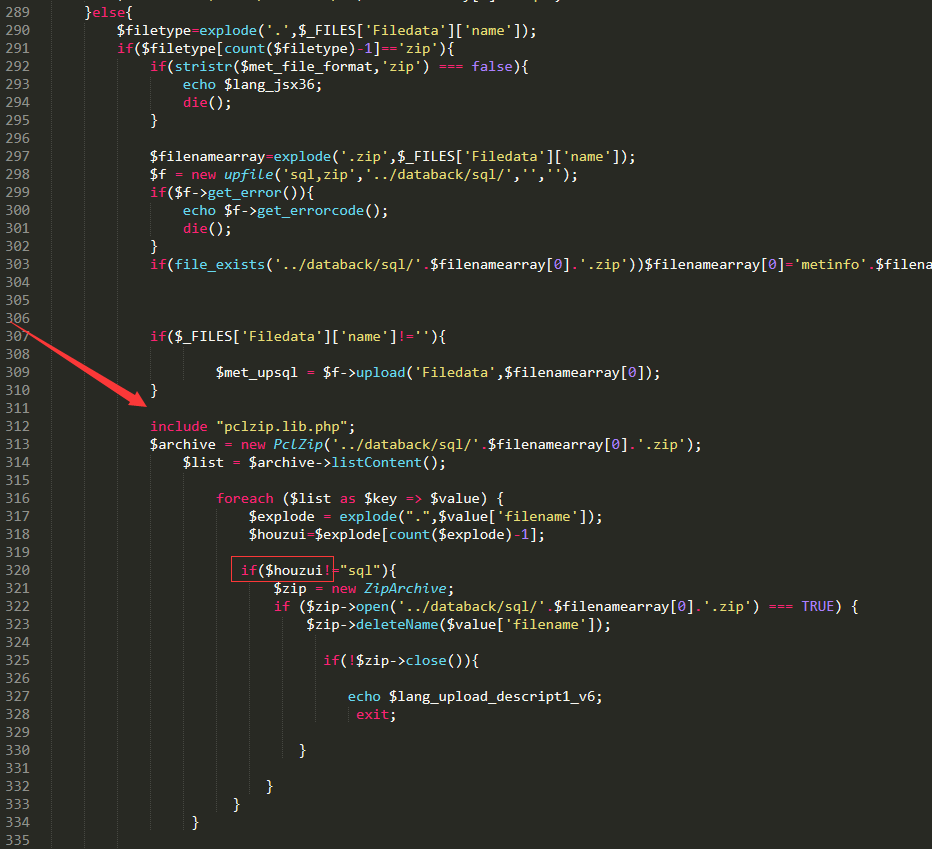 289 }else{
290 $filetype=explode('.',$_FILES['Filedata']['name']);
291 if($filetype[count($filetype)-1]=='zip'){
292 if(stristr($met_file_format,'zip') === false){
293 echo $lang_jsx36;
294 die();
295 }
296
297 $filenamearray=explode('.zip',$_FILES['Filedata']['name']);
298 $f = new upfile('sql,zip','../databack/sql/','','');
299 if($f->get_error()){
300 echo $f->get_errorcode();
301 die();
302 }
303 if(file_exists('../databack/sql/'.$filenamearray[0].'.zip'))$filenamearray[0]='metinfo'.$filena
304
305
306
307 if($_FILES['Filedata']['name']!=''){
308
309 $met_upsql = $f->upload('Filedata',$filenamearray[0]);
310 }
311
312 include "pclzip.lib.php";
313 $archive = new PclZip('../databack/sql/'.$filenamearray[0].'.zip');
314 $list = $archive->listContent();
315
316 foreach ($list as $key => $value) {
317 $explode = explode(".",$value['filename']);
318 $houzui=$explode[count($explode)-1];
319
320 if($houzui!="sql"){
321 $zip = new ZipArchive;
322 if ($zip->open('../databack/sql/'.$filenamearray[0].'.zip') === TRUE) {
323 $zip->deleteName($value['filename']);
324
325 if(!$zip->close()){
326
327 echo $lang_upload_descript1_v6;
328 exit;
329
330 }
331
332 }
333 }
334 }
335